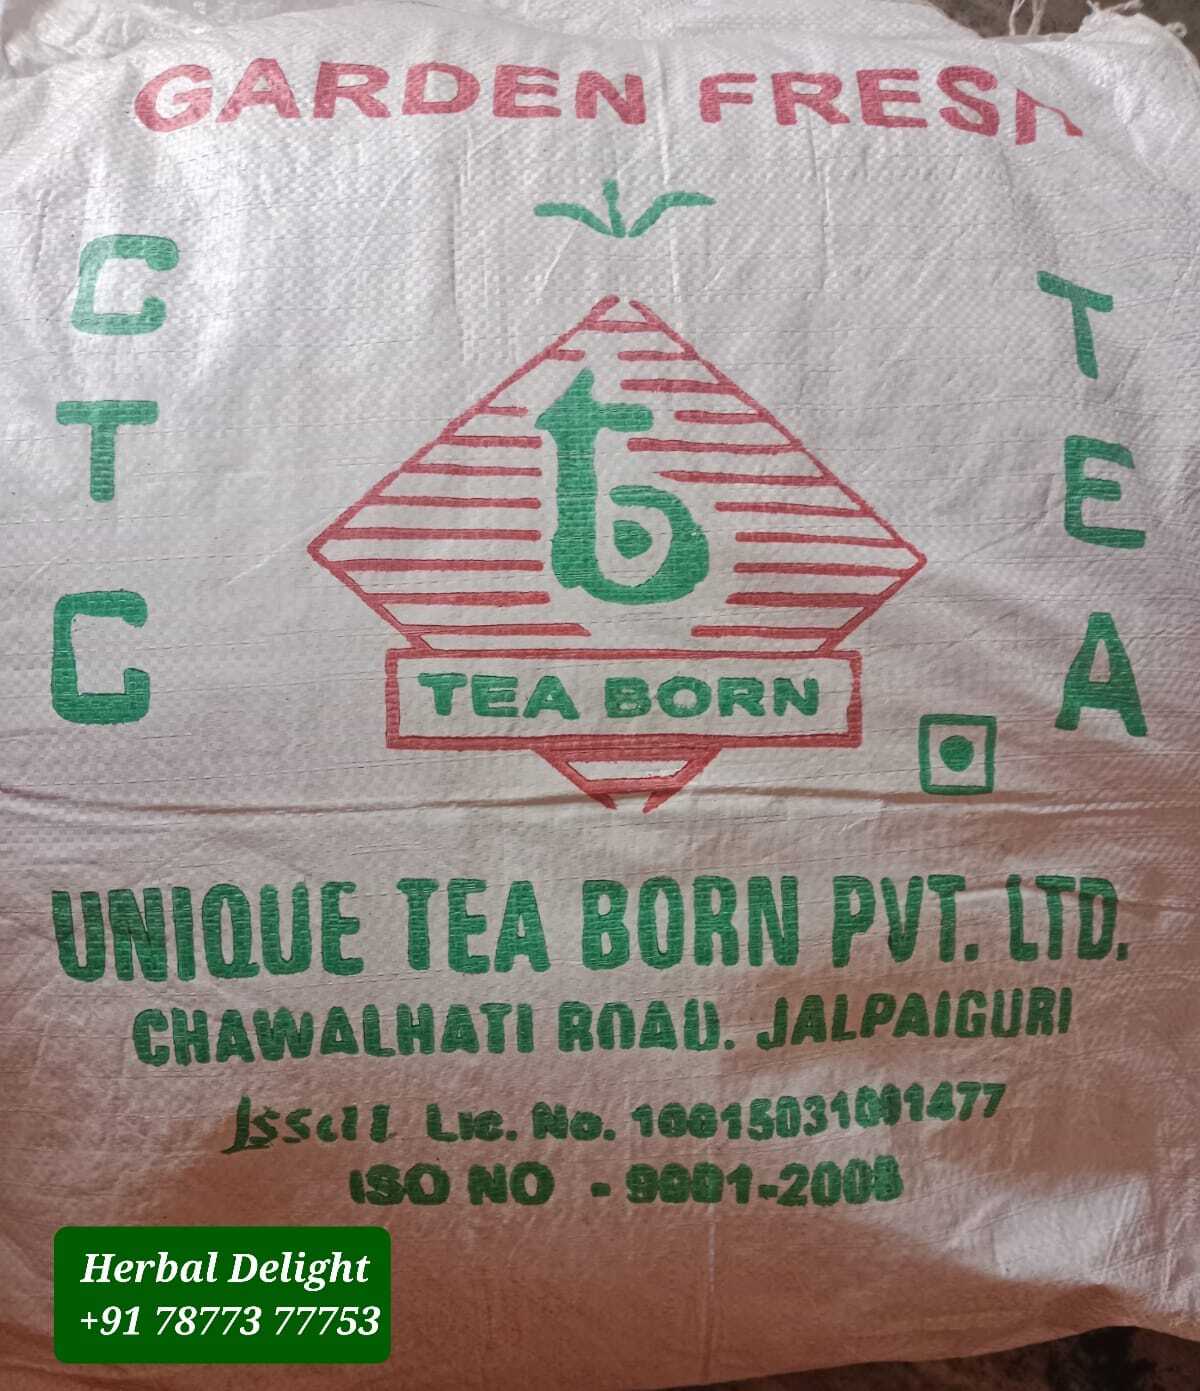 GARDEN FRESH
CTC
TEA
tb
TEA BORN
UNIQUE TEA BORN PVT. LTD.
CHAWALHATI ROAD. JALPAIGURI
fssai Lic. No. 10015031001477
ISO NO - 9001-2008
Herbal Delight
+91 78773 77753